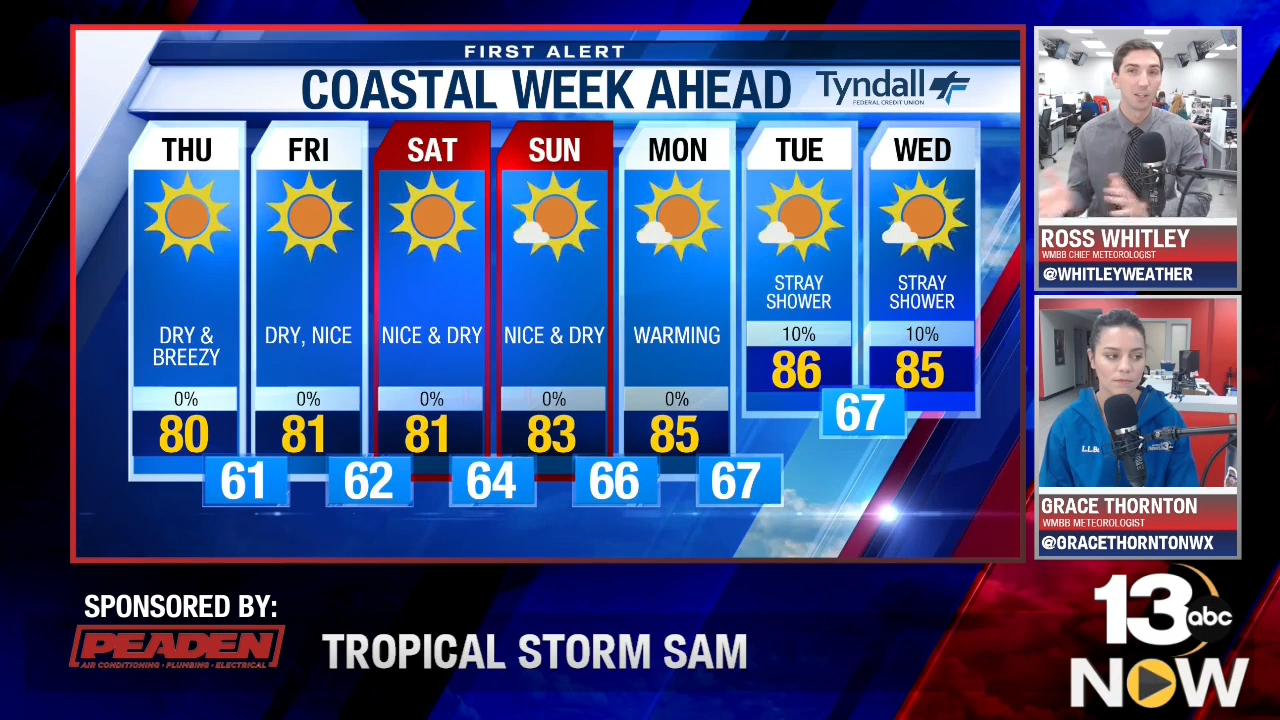 FIRST ALERT
COASTAL WEEK AHEAD
Tyndall
FEDERAL CREDIT UNION
THU
FRI
SAT
SUN
MON
TUE
WED
DRY &
BREEZY
DRY, NICE
NICE & DRY
NICE & DRY
WARMING
STRAY
SHOWER
STRAY
SHOWER
0%
0%
0%
0%
0%
10%
10%
80
81
81
83
85
86
85
61
62
64
66
67
67
ROSS WHITLEY
WMBB CHIEF METEOROLOGIST
@WHITLEYWEATHER
L.L.Bean
GRACE THORNTON
WMBB METEOROLOGIST
@GRACETHORNTONWX
SPONSORED BY:
PEADEN
AIR CONDITIONING · PLUMBING · ELECTRICAL
TROPICAL STORM SAM
13 abc
NOW